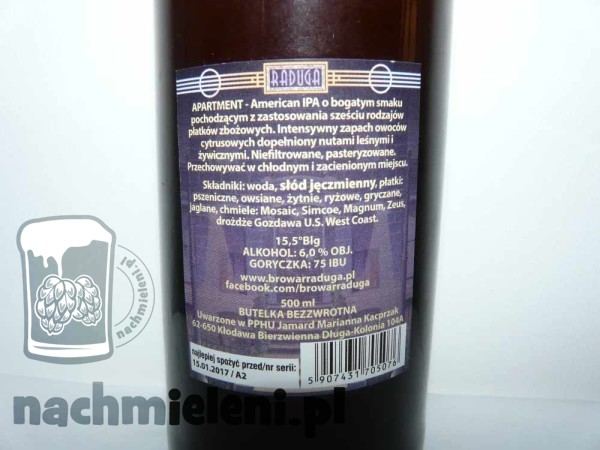 RADUGA
APARTMENT - American IPA o bogatym smaku
pochodzącym z zastosowania sześciu rodzajów
płatków zbożowych. Intensywny zapach owoców
cytrusowych dopełniony nutami leśnymi i
żywicznymi. Niefiltrowane, pasteryzowane.
Przechowywać w chłodnym i zacienionym miejscu.
Składniki: woda, słód jęczmienny, płatki:
pszeniczne, owsiane, żytnie, ryżowe, gryczane,
jaglane, chmiele: Mosaic, Simcoe, Magnum, Zeus,
drożdże Gozdawa U.S. West Coast.
15,5°Blg
ALKOHOL: 6,0 % OBJ.
GORYCZKA: 75 IBU
www.browarraduga.pl
facebook.com/browarraduga
500 ml
BUTELKA BEZZWROTNA
Uwarzone w PPHU Jamard Marianna Kacprzak
62-650 Kłodawa Bierzwienna Długa-Kolonia 104A
najlepiej spożyć przed/nr serii:
15.01.2017 / A2
5 907431 705076
nachmieleni.pl
nachmieleni.pl